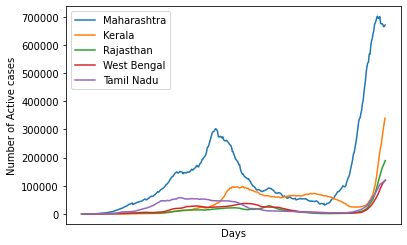 Maharashtra
Kerala
Rajasthan
West Bengal
Tamil Nadu
700000
600000
500000
400000
300000
200000
100000
0
Number of Active cases
Days